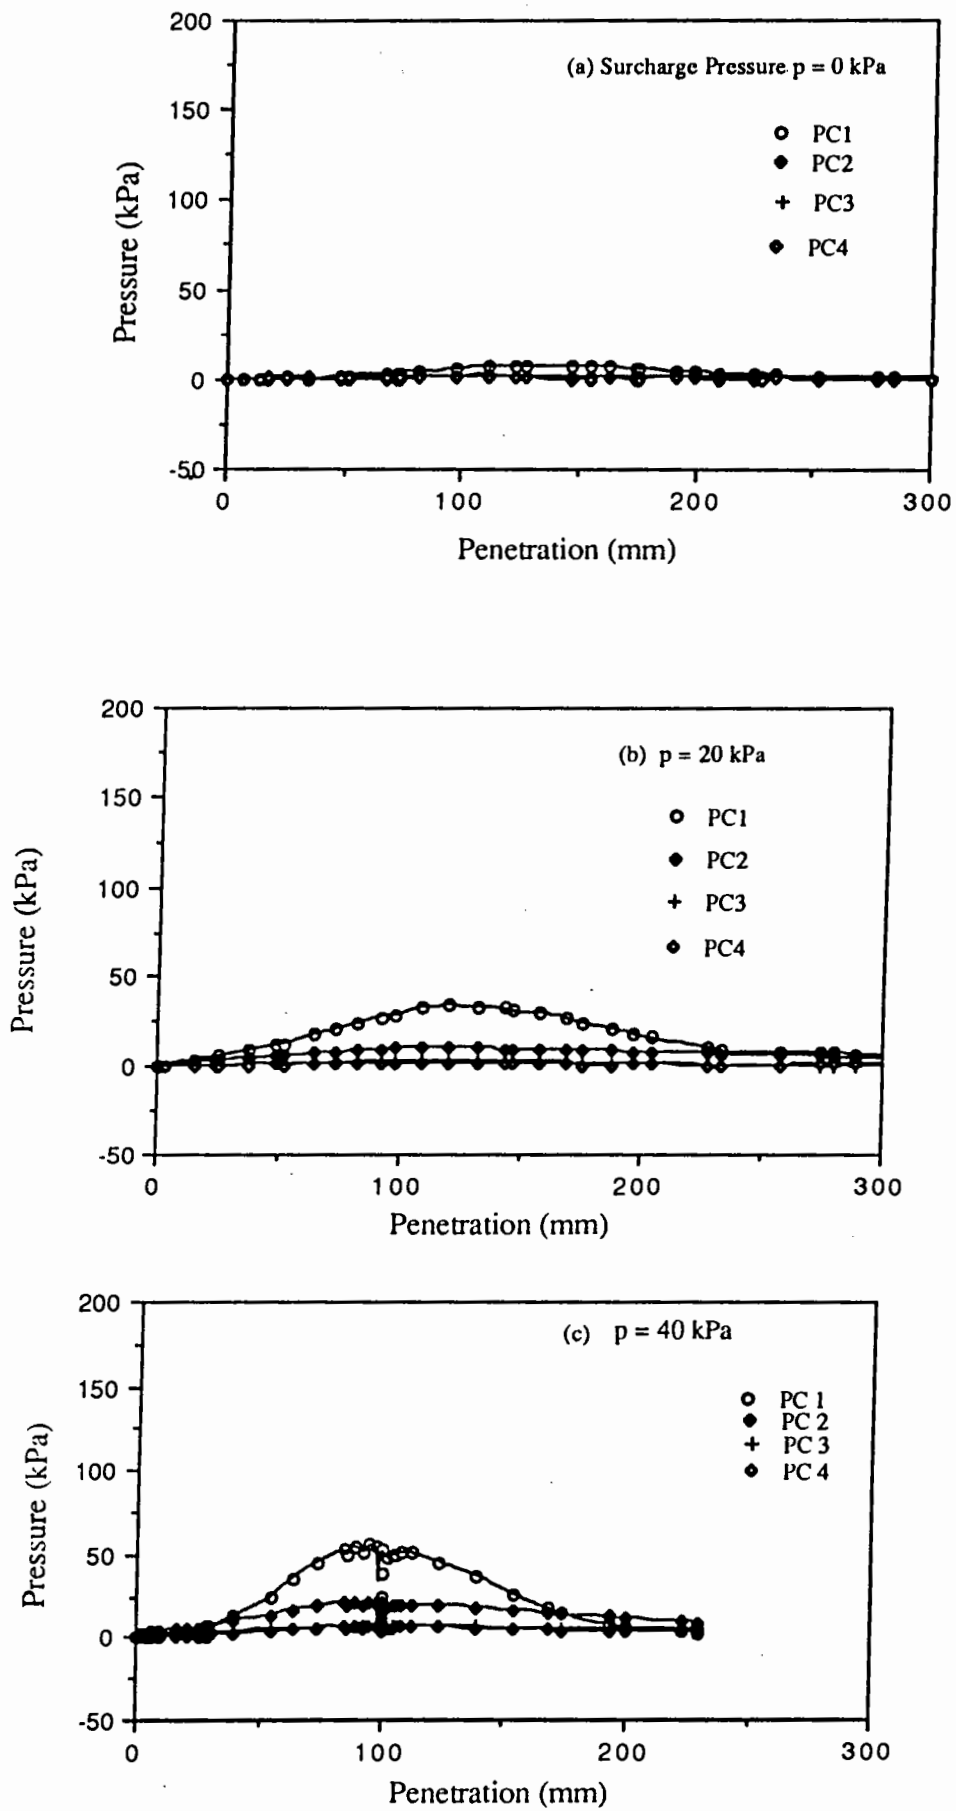 200
(a) Surcharge Pressure p = 0 kPa
150
PC1
PC2
100
PC3
PC4
50
0
-50
Pressure (kPa)
0 100 200 300
Penetration (mm)
200
(b) p = 20 kPa
150
PC1
PC2
100
PC3
PC4
50
0
-50
Pressure (kPa)
0 100 200 300
Penetration (mm)
200
(c) p = 40 kPa
150
PC 1
PC 2
PC 3
100
PC 4
50
0
-50
Pressure (kPa)
0 100 200 300
Penetration (mm)